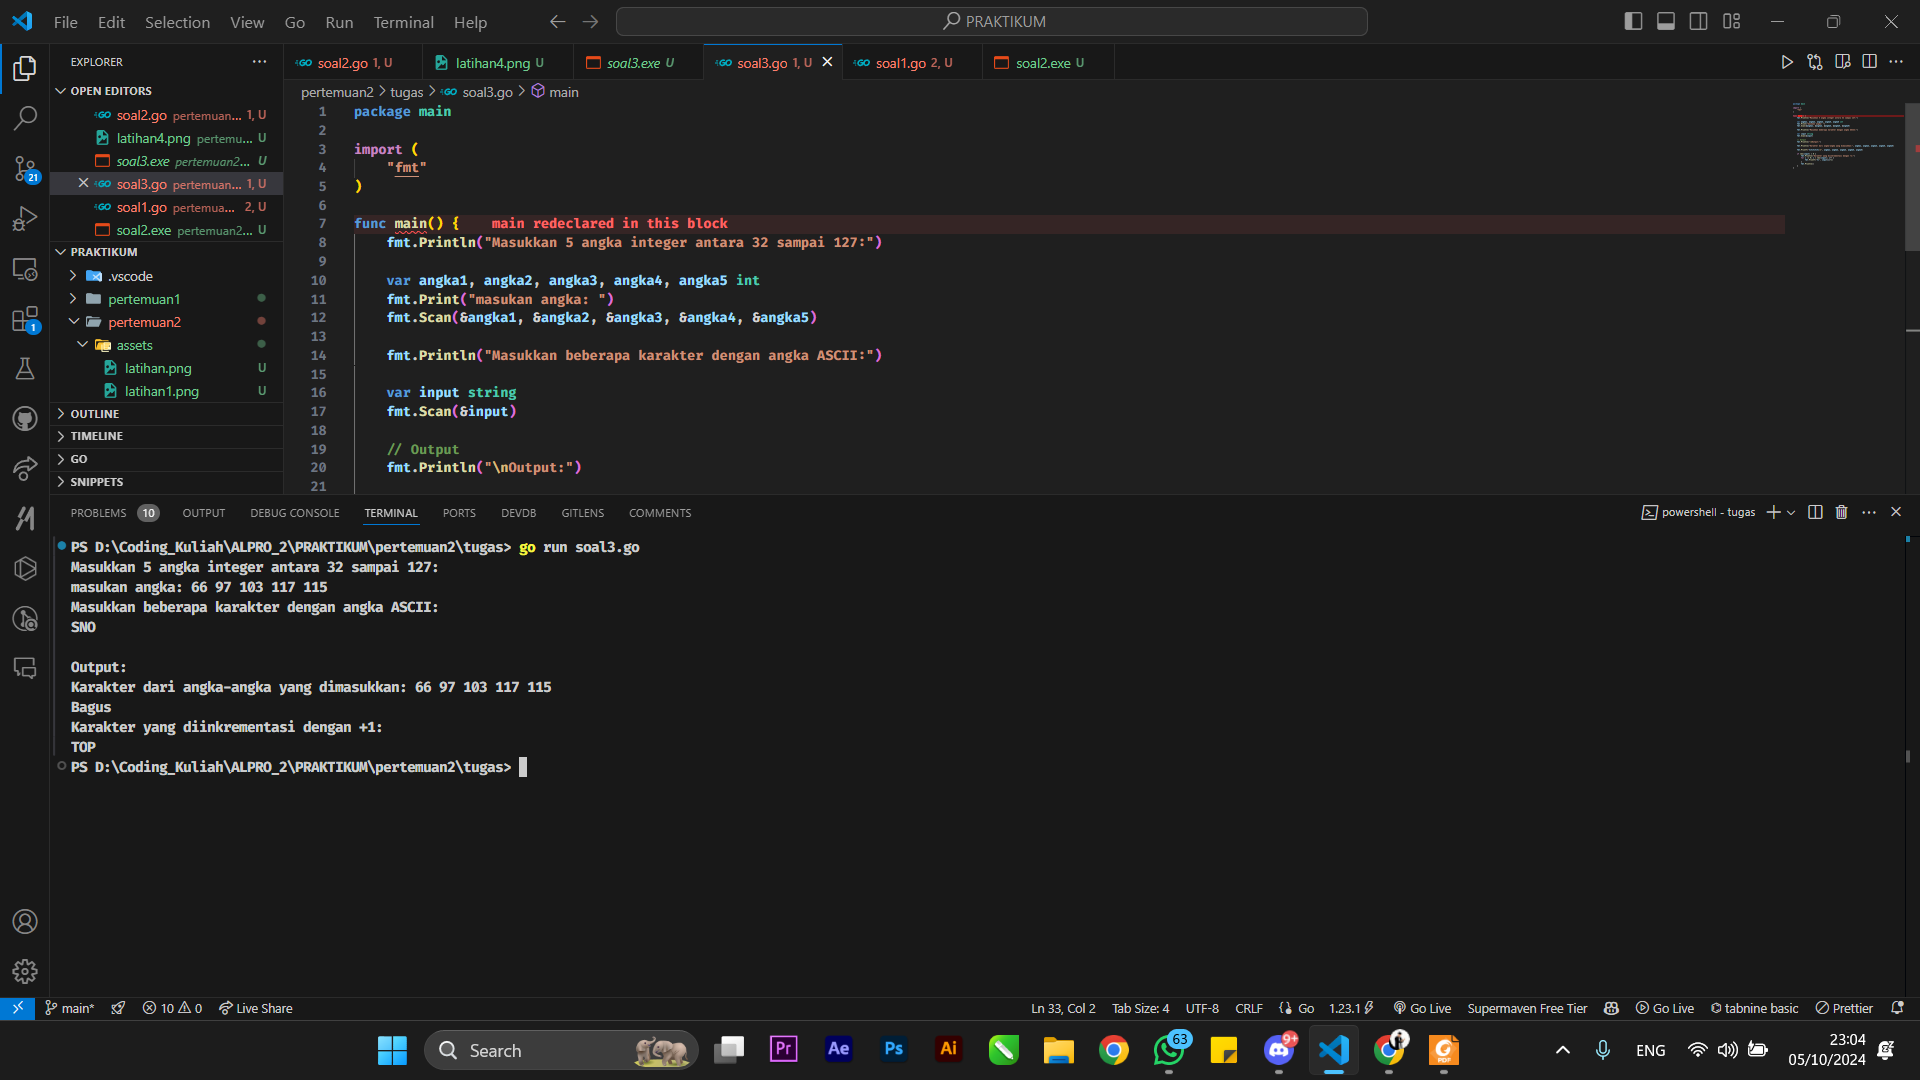 File Edit Selection View Go Run Terminal Help
PRAKTIKUM
EXPLORER
OPEN EDITORS
soal2.go pertemuan... 1, U
latihan4.png pertemu... U
soal3.exe pertemuan2... U
soal3.go pertemuan... 1, U
soal1.go pertemua... 2, U
soal2.exe pertemuan2... U
PRAKTIKUM
.vscode
pertemuan1
pertemuan2
assets
latihan.png U
latihan1.png U
OUTLINE
TIMELINE
GO
SNIPPETS
21
1
soal2.go 1, U
latihan4.png U
soal3.exe U
soal3.go 1, U
soal1.go 2, U
soal2.exe U
pertemuan2 > tugas > soal3.go > main
1 package main
2
3 import (
4 "fmt"
5 )
6
7 func main() { main redeclared in this block
8 fmt.Println("Masukkan 5 angka integer antara 32 sampai 127:")
9
10 var angka1, angka2, angka3, angka4, angka5 int
11 fmt.Print("masukan angka: ")
12 fmt.Scan(&angka1, &angka2, &angka3, &angka4, &angka5)
13
14 fmt.Println("Masukkan beberapa karakter dengan angka ASCII:")
15
16 var input string
17 fmt.Scan(&input)
18
19 // Output
20 fmt.Println("\nOutput:")
21
PROBLEMS 10 OUTPUT DEBUG CONSOLE TERMINAL PORTS DEVDB GITLENS COMMENTS
powershell - tugas
PS D:\Coding_Kuliah\ALPRO_2\PRAKTIKUM\pertemuan2\tugas> go run soal3.go
Masukkan 5 angka integer antara 32 sampai 127:
masukan angka: 66 97 103 117 115
Masukkan beberapa karakter dengan angka ASCII:
SNO
Output:
Karakter dari angka-angka yang dimasukkan: 66 97 103 117 115
Bagus
Karakter yang diinkrementasi dengan +1:
TOP
PS D:\Coding_Kuliah\ALPRO_2\PRAKTIKUM\pertemuan2\tugas>
main* 10 0 Live Share
Ln 33, Col 2 Tab Size: 4 UTF-8 CRLF {} Go 1.23.1 Go Live Supermaven Free Tier Go Live tabnine basic Prettier
Search
Pr Ae Ps Ai
63
9+
PDF
ENG
23:04
05/10/2024